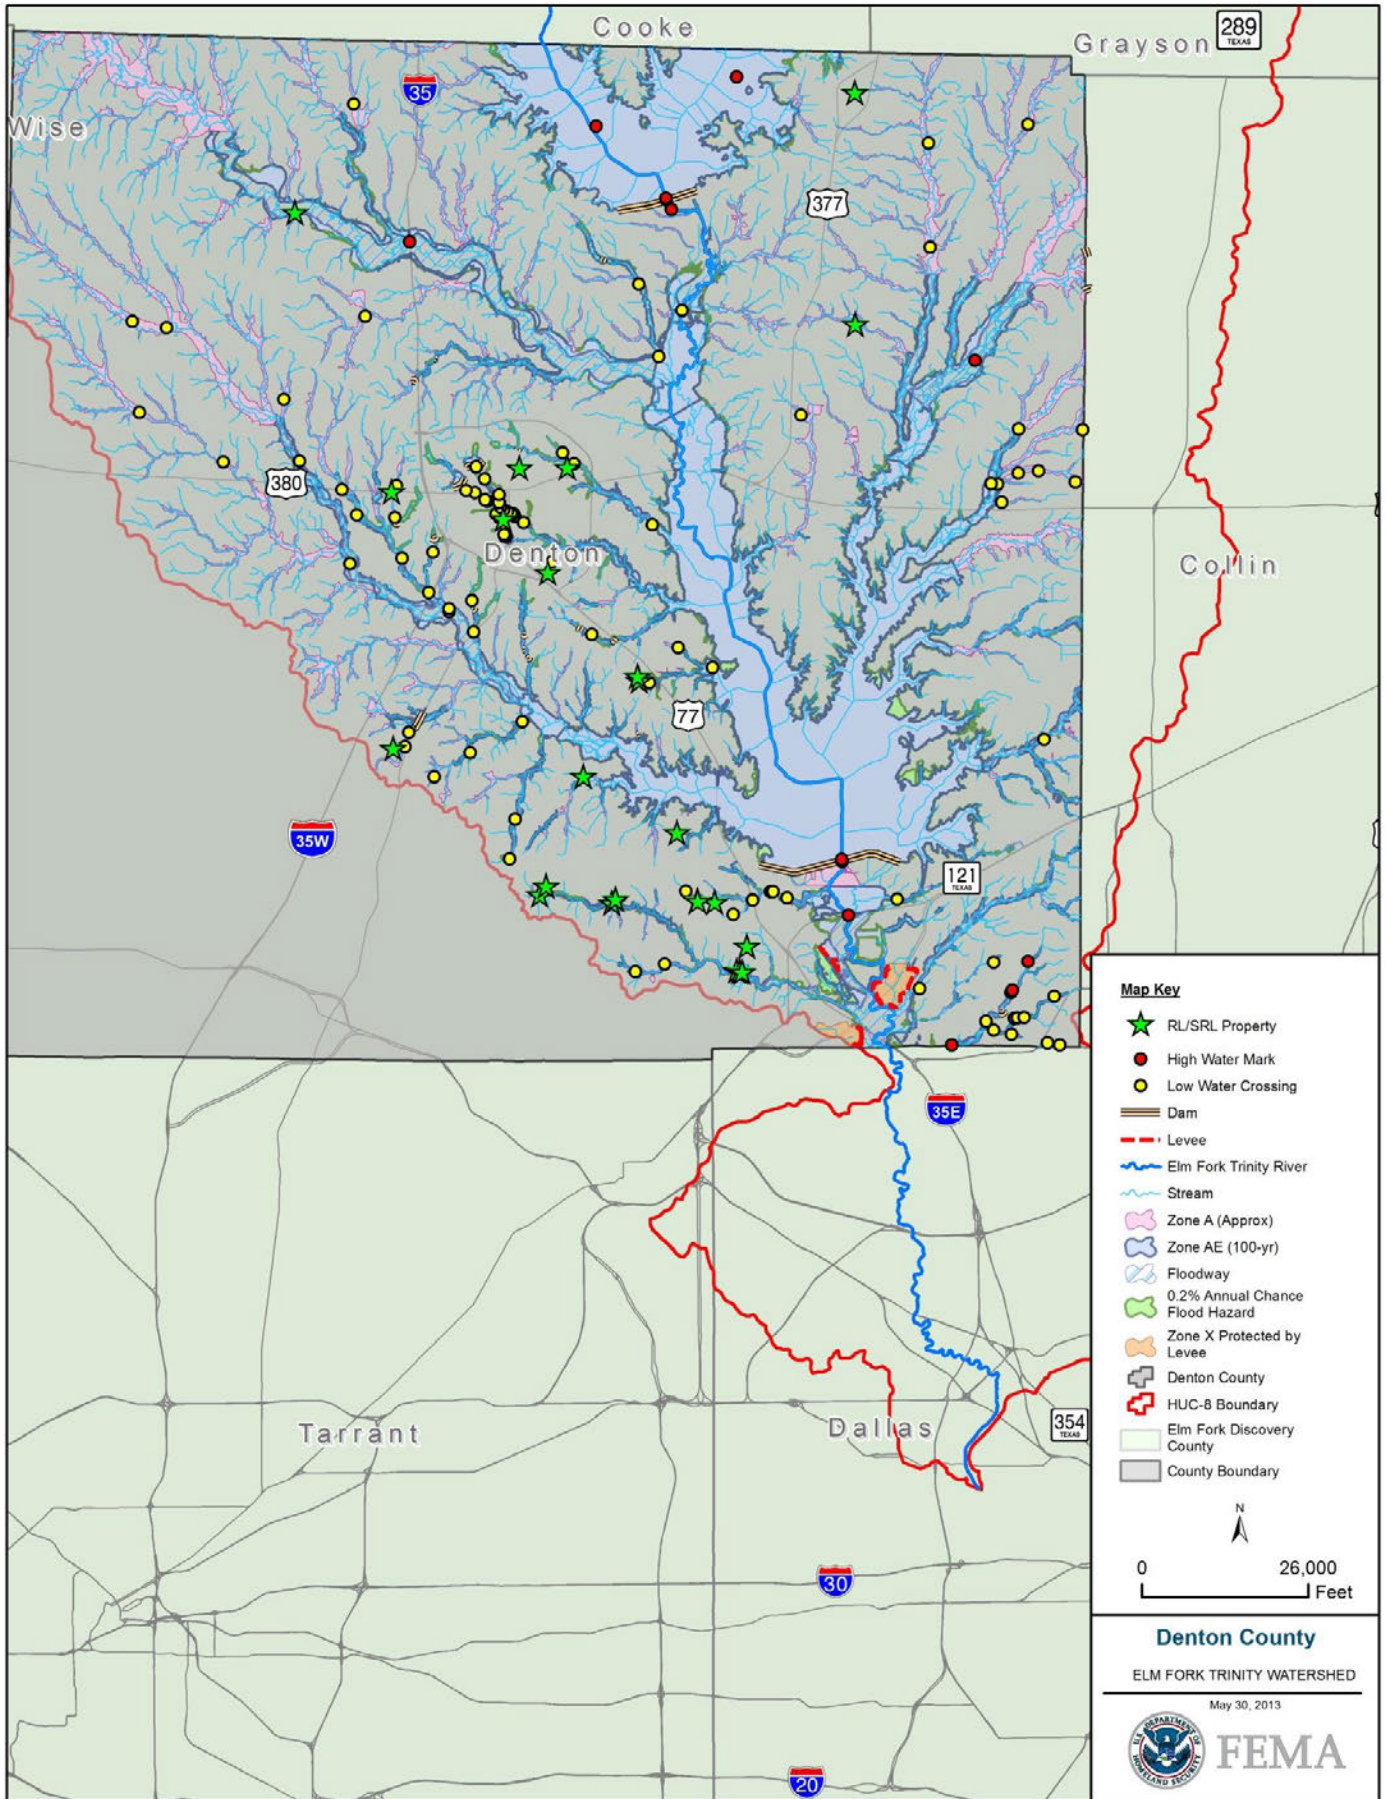 Cooke
289
TEXAS
Grayson
35
Wise
377
380
Denton
Collin
77
35W
121
TEXAS
Map Key
RL/SRL Property
High Water Mark
Low Water Crossing
Dam
Levee
35E
Elm Fork Trinity River
Stream
Zone A (Approx)
Zone AE (100-yr)
Floodway
0.2% Annual Chance
Flood Hazard
Zone X Protected by
Levee
Denton County
HUC-8 Boundary
Tarrant
Dallas
354
TEXAS
Elm Fork Discovery
County
County Boundary
N
0 26,000
Feet
30
Denton County
ELM FORK TRINITY WATERSHED
May 30, 2013
U.S. DEPARTMENT OF
HOMELAND SECURITY
FEMA
20